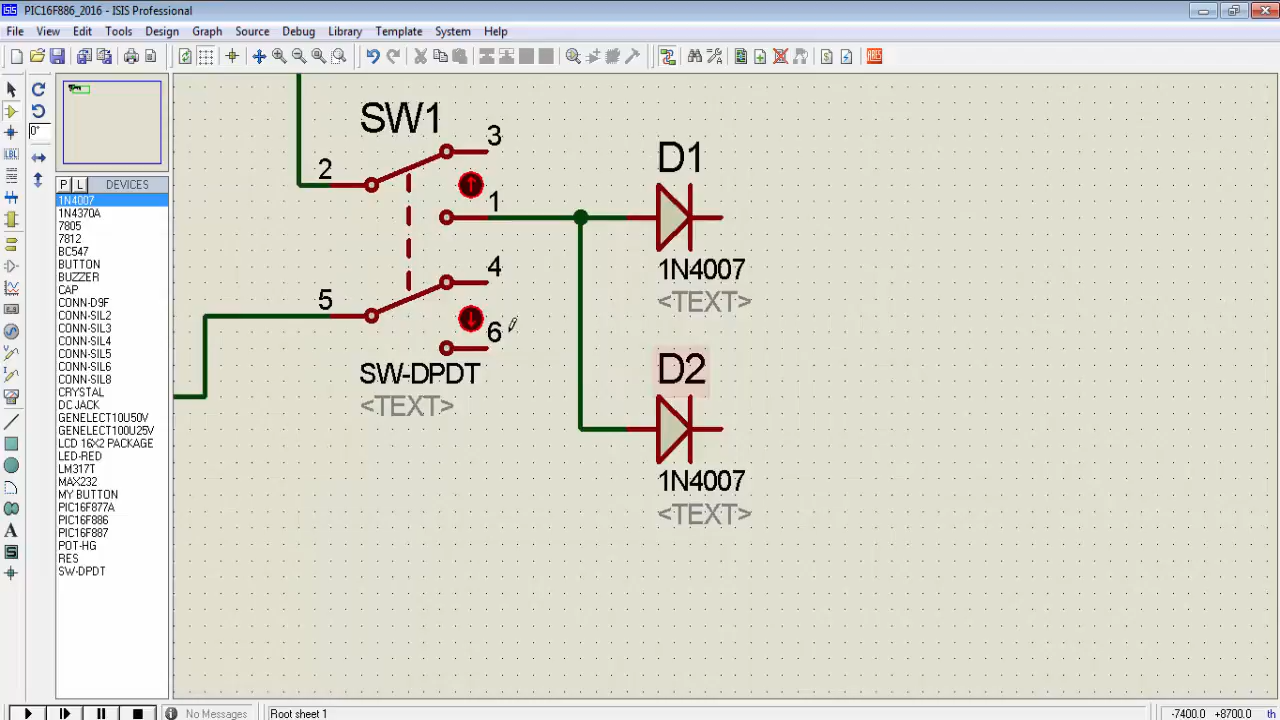 PIC16F886_2016 - ISIS Professional
File View Edit Tools Design Graph Source Debug Library Template System Help
ARES
0°
LBL
P L DEVICES
1N4007
1N4370A
7805
7812
BC547
BUTTON
BUZZER
CAP
CONN-D9F
CONN-SIL2
CONN-SIL3
CONN-SIL4
CONN-SIL5
CONN-SIL6
CONN-SIL8
CRYSTAL
DC JACK
GENELECT10U50V
GENELECT100U25V
LCD 16X2 PACKAGE
LED-RED
LM317T
MAX232
MY BUTTON
PIC16F877A
PIC16F886
PIC16F887
POT-HG
RES
SW-DPDT
SW1
2
3
1
4
5
6
SW-DPDT
<TEXT>
D1
1N4007
<TEXT>
D2
1N4007
<TEXT>
No Messages Root sheet 1 -7400.0 +8700.0 th